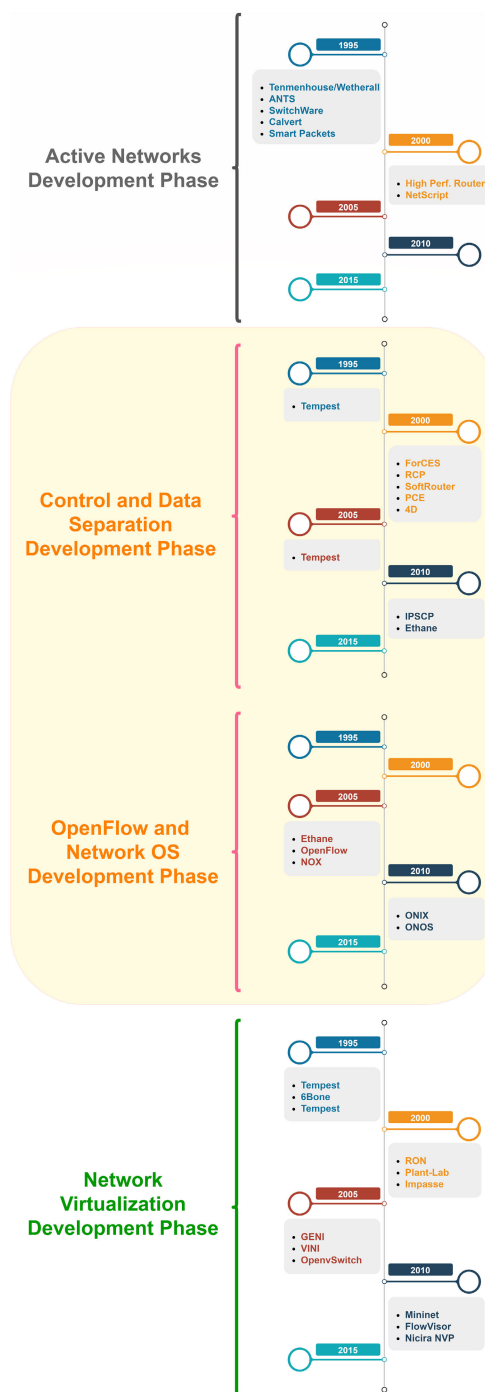 Active Networks
Development Phase
1995
Tenmenhouse/Wetherall
ANTS
SwitchWare
Calvert
Smart Packets
2000
High Perf. Router
NetScript
2005
2010
2015
Control and Data
Separation
Development Phase
1995
Tempest
2000
ForCES
RCP
SoftRouter
PCE
4D
2005
Tempest
2010
IPSCP
Ethane
2015
OpenFlow and
Network OS
Development Phase
1995
2000
2005
Ethane
OpenFlow
NOX
2010
ONIX
ONOS
2015
Network
Virtualization
Development Phase
1995
Tempest
6Bone
Tempest
2000
RON
Plant-Lab
Impasse
2005
GENI
VINI
OpenvSwitch
2010
Mininet
FlowVisor
Nicira NVP
2015